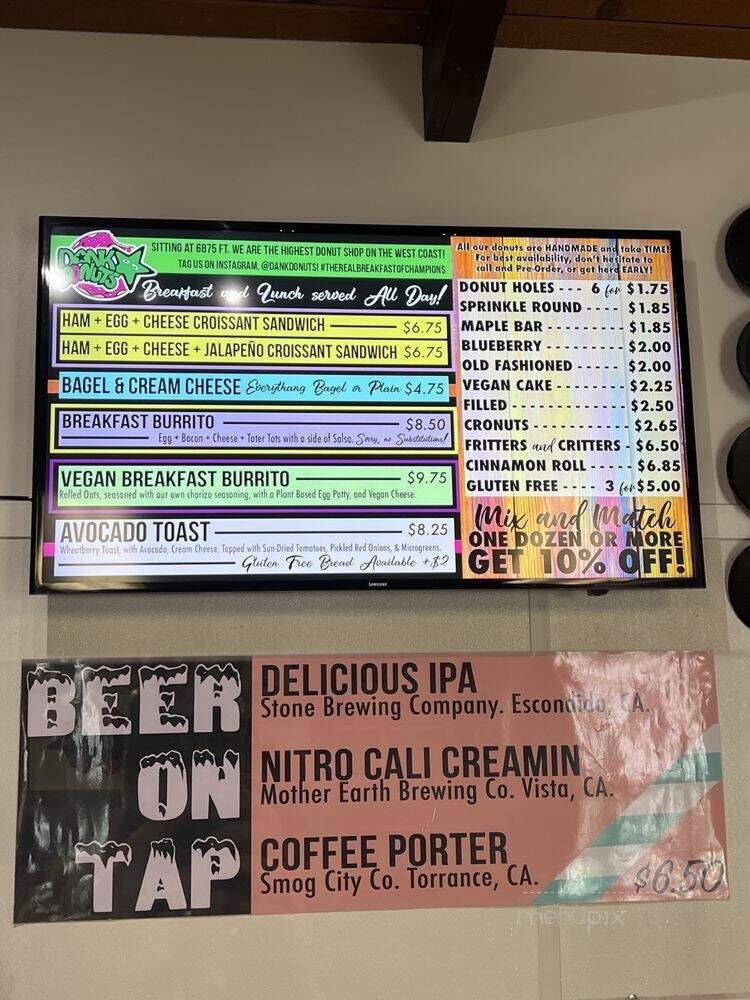 DANK DONUTS
SITTING AT 6875 FT. WE ARE THE HIGHEST DONUT SHOP ON THE WEST COAST!
TAG US ON INSTAGRAM, @DANKDONUTS! #THEREALBREAKFASTOFCHAMPIONS
Breakfast and Lunch served All Day!
HAM + EGG + CHEESE CROISSANT SANDWICH $6.75
HAM + EGG + CHEESE + JALAPEÑO CROISSANT SANDWICH $6.75
BAGEL & CREAM CHEESE Everythang Bagel or Plain $4.75
BREAKFAST BURRITO $8.50
Egg + Bacon + Cheese + Tater Tots with a side of Salsa. Sorry, no Substitutions!
VEGAN BREAKFAST BURRITO $9.75
Rolled Oats, seasoned with our own chorizo seasoning, with a Plant Based Egg Patty, and Vegan Cheese.
AVOCADO TOAST $8.25
Wheatberry Toast, with Avocado, Cream Cheese, Topped with Sun-Dried Tomatoes, Pickled Red Onions, & Microgreens.
Gluten Free Bread Available +$2
All our donuts are HANDMADE and take TIME!
For best availability, don't hesitate to
call and Pre-Order, or get here EARLY!
DONUT HOLES --- 6 for $1.75
SPRINKLE ROUND ---- $1.85
MAPLE BAR --------- $1.85
BLUEBERRY --------- $2.00
OLD FASHIONED ----- $2.00
VEGAN CAKE -------- $2.25
FILLED ------------ $2.50
CRONUTS ----------- $2.65
FRITTERS and CRITTERS - $6.50
CINNAMON ROLL ----- $6.85
GLUTEN FREE ---- 3 for $5.00
Mix and Match
ONE DOZEN OR MORE
GET 10% OFF!
SAMSUNG
BEER
ON
TAP
DELICIOUS IPA
Stone Brewing Company. Escondido, CA.
NITRO CALI CREAMIN
Mother Earth Brewing Co. Vista, CA.
COFFEE PORTER
Smog City Co. Torrance, CA.
$6.50
menupix